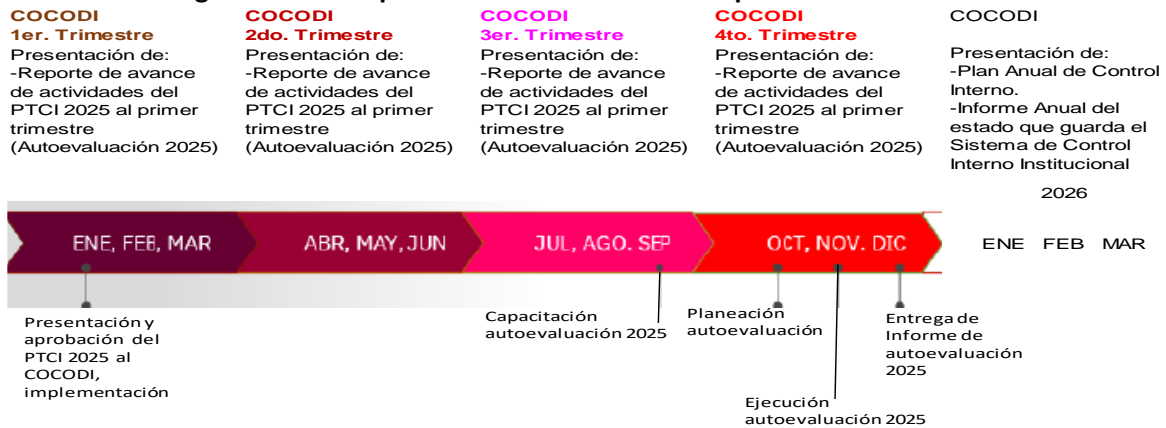 COCODI
1er. Trimestre
Presentación de:
-Reporte de avance
de actividades del
PTCI 2025 al primer
trimestre
(Autoevaluación 2025)
COCODI
2do. Trimestre
Presentación de:
-Reporte de avance
de actividades del
PTCI 2025 al primer
trimestre
(Autoevaluación 2025)
COCODI
3er. Trimestre
Presentación de:
-Reporte de avance
de actividades del
PTCI 2025 al primer
trimestre
(Autoevaluación 2025)
COCODI
4to. Trimestre
Presentación de:
-Reporte de avance
de actividades del
PTCI 2025 al primer
trimestre
(Autoevaluación 2025)
COCODI
Presentación de:
-Plan Anual de Control
Interno.
-Informe Anual del
estado que guarda el
Sistema de Control
Interno Institucional
2026
ENE, FEB, MAR
ABR, MAY, JUN
JUL, AGO. SEP
OCT, NOV. DIC
ENE FEB MAR
Presentación y
aprobación del
PTCI 2025 al
COCODI,
implementación
Capacitación
autoevaluación 2025
Planeación
autoevaluación
Ejecución
autoevaluación 2025
Entrega de
Informe de
autoevaluación
2025